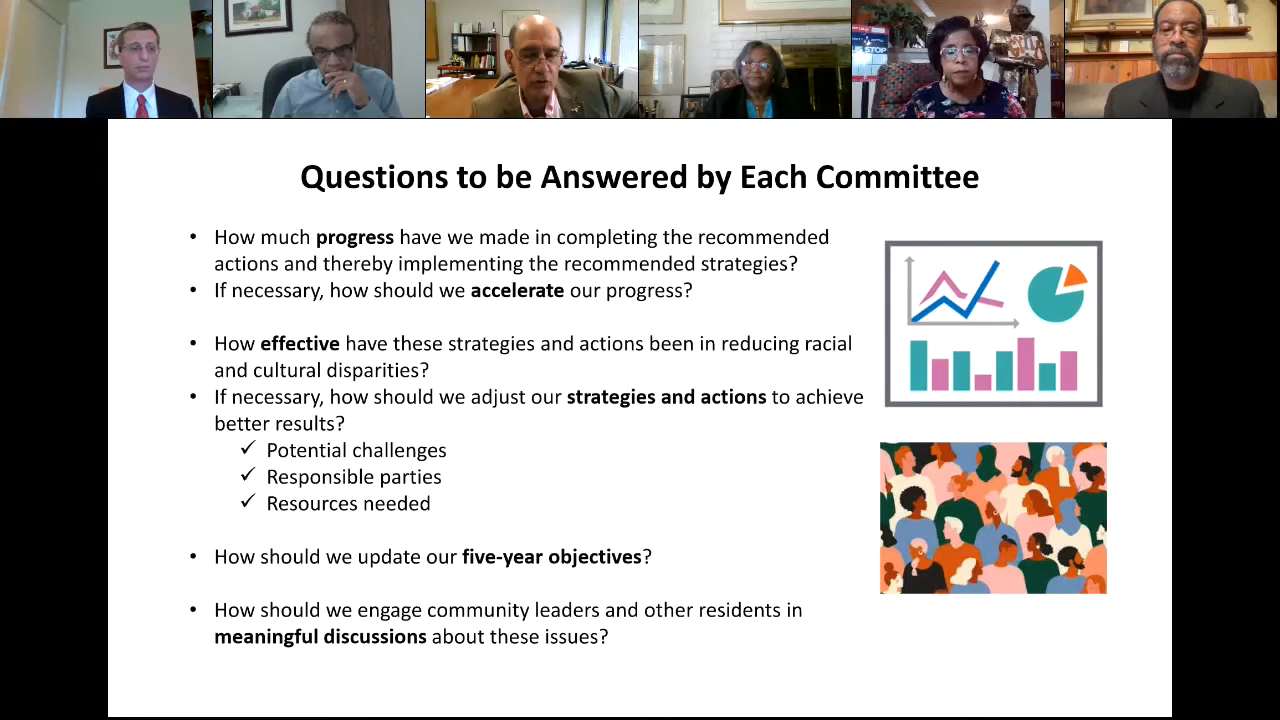 STOP
Questions to be Answered by Each Committee
• How much progress have we made in completing the recommended
actions and thereby implementing the recommended strategies?
• If necessary, how should we accelerate our progress?
• How effective have these strategies and actions been in reducing racial
and cultural disparities?
• If necessary, how should we adjust our strategies and actions to achieve
better results?
✓ Potential challenges
✓ Responsible parties
✓ Resources needed
• How should we update our five-year objectives?
• How should we engage community leaders and other residents in
meaningful discussions about these issues?